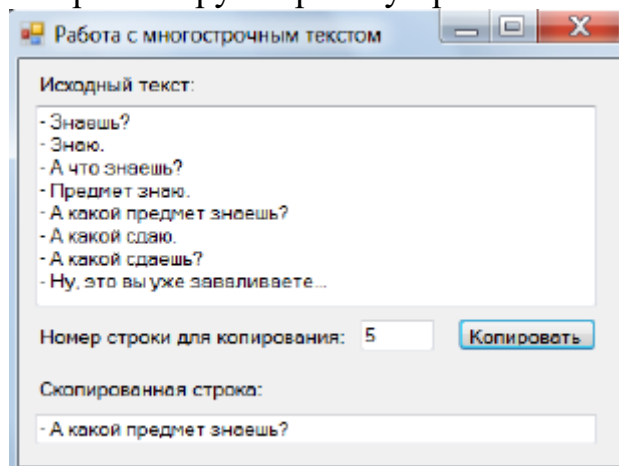 Работа с многострочным текстом
Исходный текст:
- Знаешь?
- Знаю.
- А что знаешь?
- Предмет знаю.
- А какой предмет знаешь?
- А какой сдаю.
- А какой сдаешь?
- Ну, это вы уже заваливаете...
Номер строки для копирования: 5 Копировать
Скопированная строка:
- А какой предмет знаешь?